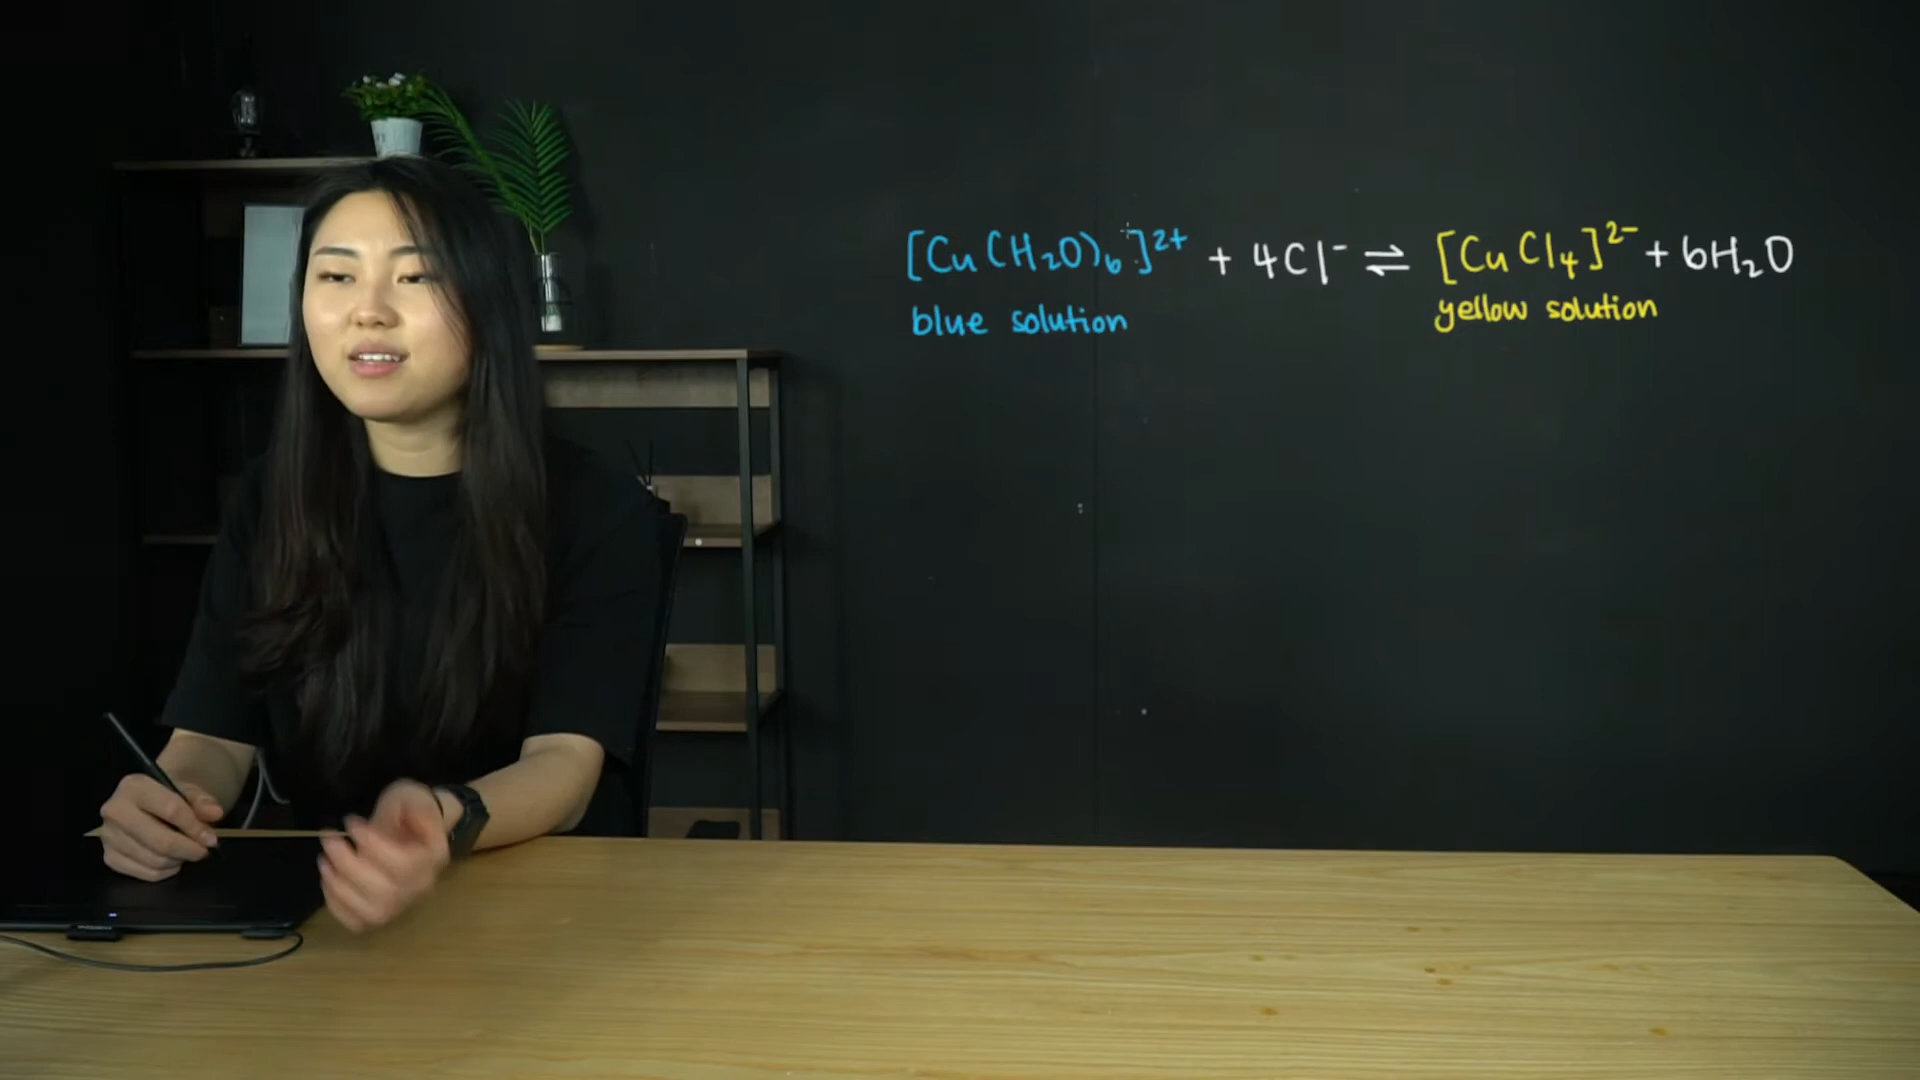 [Cu(H₂O)₆]²⁺ + 4Cl⁻ ⇌ [CuCl₄]²⁻ + 6H₂O
blue solution yellow solution